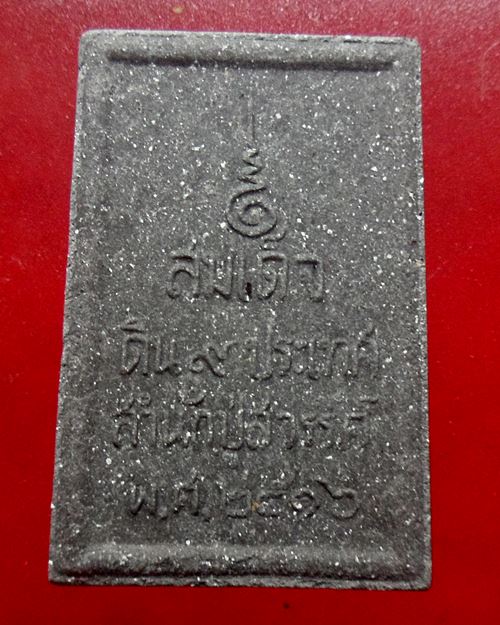 สมเด็จ
ดิน ๙ ประเทศ
สำนักปู่สวรรค์
พ.ศ. ๒๕๑๖